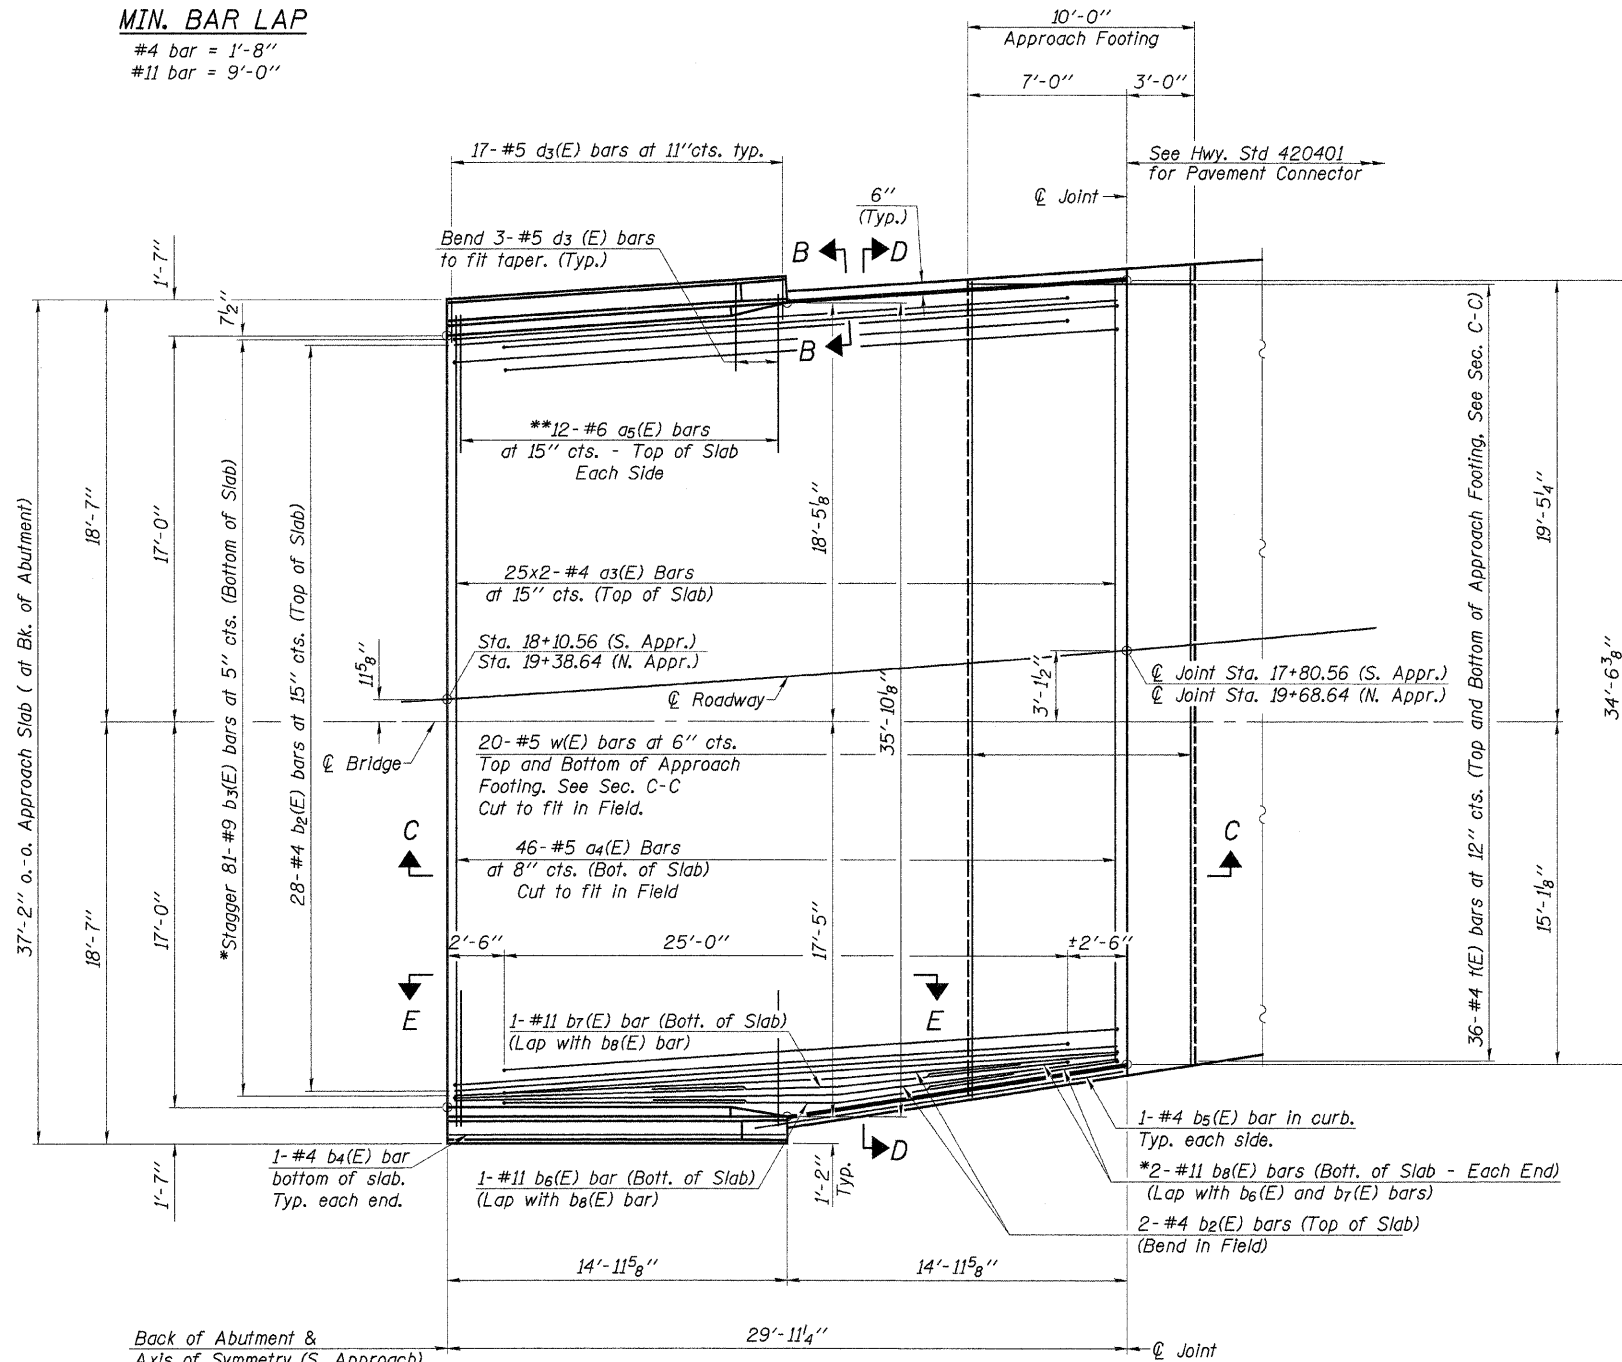 MIN. BAR LAP
#4 bar = 1'-8"
#11 bar = 9'-0"
10'-0"
Approach Footing
7'-0"
3'-0"
17-#5 d3(E) bars at 11"cts. typ.
See Hwy. Std 420401
for Pavement Connector
℄ Joint
6"
(Typ.)
Bend 3-#5 d3 (E) bars
to fit taper. (Typ.)
B
D
B
1'-7"
7½"
**12-#6 a5(E) bars
at 15" cts. - Top of Slab
Each Side
37'-2" o.-o. Approach Slab ( at Bk. of Abutment)
18'-7"
17'-0"
*Stagger 81-#9 b3(E) bars at 5" cts. (Bottom of Slab)
28-#4 b2(E) bars at 15" cts. (Top of Slab)
18'-5⅛"
25x2-#4 a3(E) Bars
at 15" cts. (Top of Slab)
Sta. 18+10.56 (S. Appr.)
Sta. 19+38.64 (N. Appr.)
11⅝"
℄ Roadway
35'-10⅛"
3'-1½"
℄ Joint Sta. 17+80.56 (S. Appr.)
℄ Joint Sta. 19+68.64 (N. Appr.)
36-#4 t(E) bars at 12" cts. (Top and Bottom of Approach Footing, See Sec. C-C)
19'-5¼"
34'-6⅜"
℄ Bridge
20-#5 w(E) bars at 6" cts.
Top and Bottom of Approach
Footing. See Sec. C-C
Cut to fit in Field.
C
C
46-#5 a4(E) Bars
at 8" cts. (Bot. of Slab)
Cut to fit in Field
18'-7"
17'-0"
17'-5"
15'-1⅛"
2'-6"
25'-0"
±2'-6"
E
E
1-#11 b7(E) bar (Bott. of Slab)
(Lap with b8(E) bar)
1-#4 b5(E) bar in curb.
Typ. each side.
1-#4 b4(E) bar
bottom of slab.
Typ. each end.
1'-7"
1-#11 b6(E) bar (Bott. of Slab)
(Lap with b8(E) bar)
1'-2"
Typ.
D
*2-#11 b8(E) bars (Bott. of Slab - Each End)
(Lap with b6(E) and b7(E) bars)
2-#4 b2(E) bars (Top of Slab)
(Bend in Field)
14'-11⅝"
14'-11⅝"
29'-11¼"
Back of Abutment &
Axis of Symmetry (S. Approach)
℄ Joint